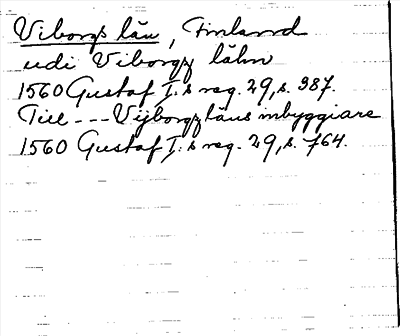 Viborgs län, Finland
udi Viborgz lähn
1560 Gustaf I:s reg. 29, s. 387.
Till --- Vijborgz läns inbyggiare
1560 Gustaf I:s reg. 29, s. 764.